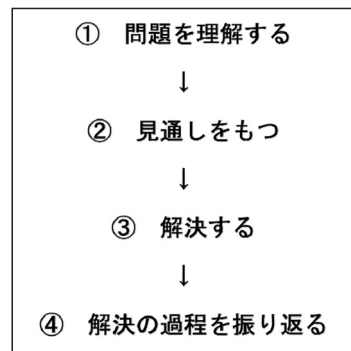 ① 問題を理解する
↓
② 見通しをもつ
↓
③ 解決する
↓
④ 解決の過程を振り返る